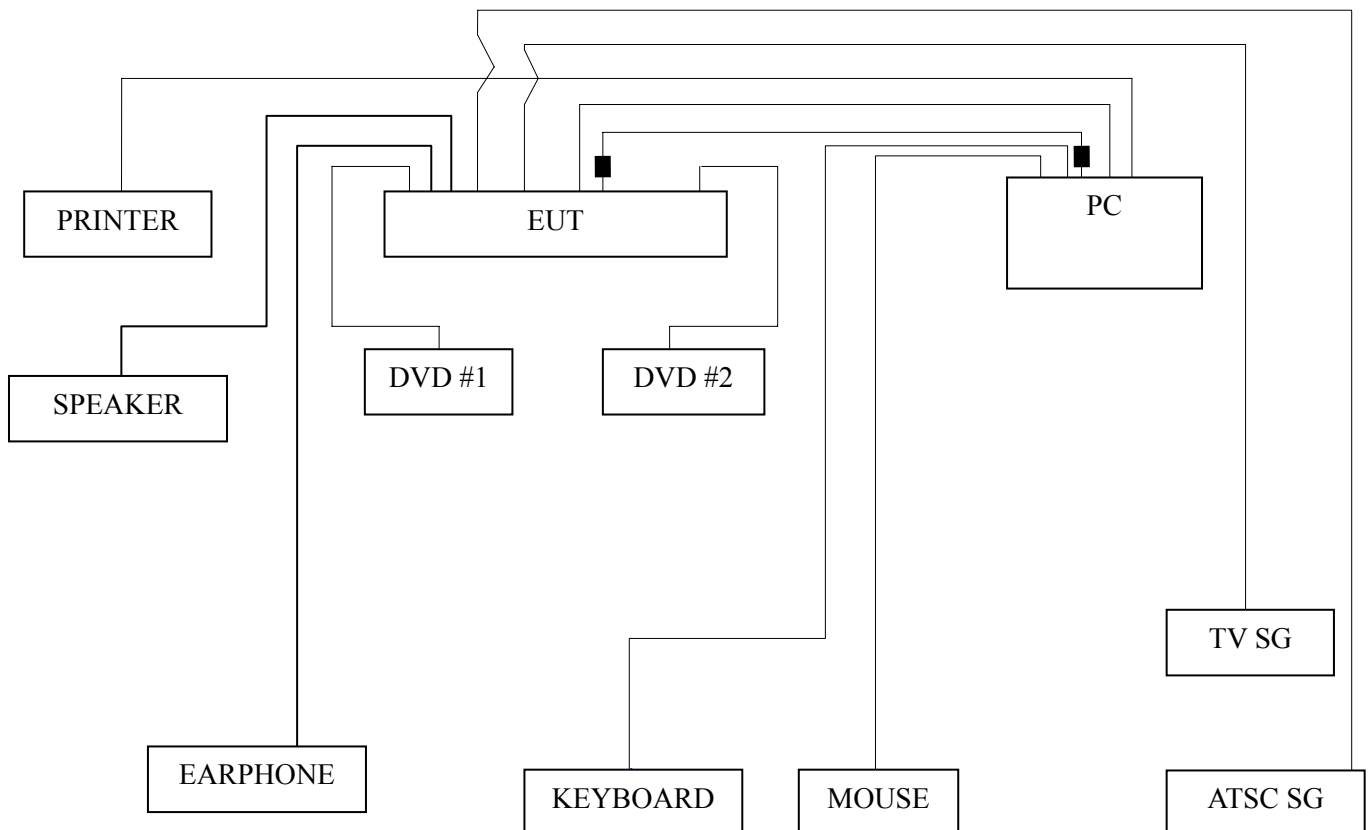 PRINTER
EUT
PC
SPEAKER
DVD #1
DVD #2
TV SG
EARPHONE
KEYBOARD
MOUSE
ATSC SG